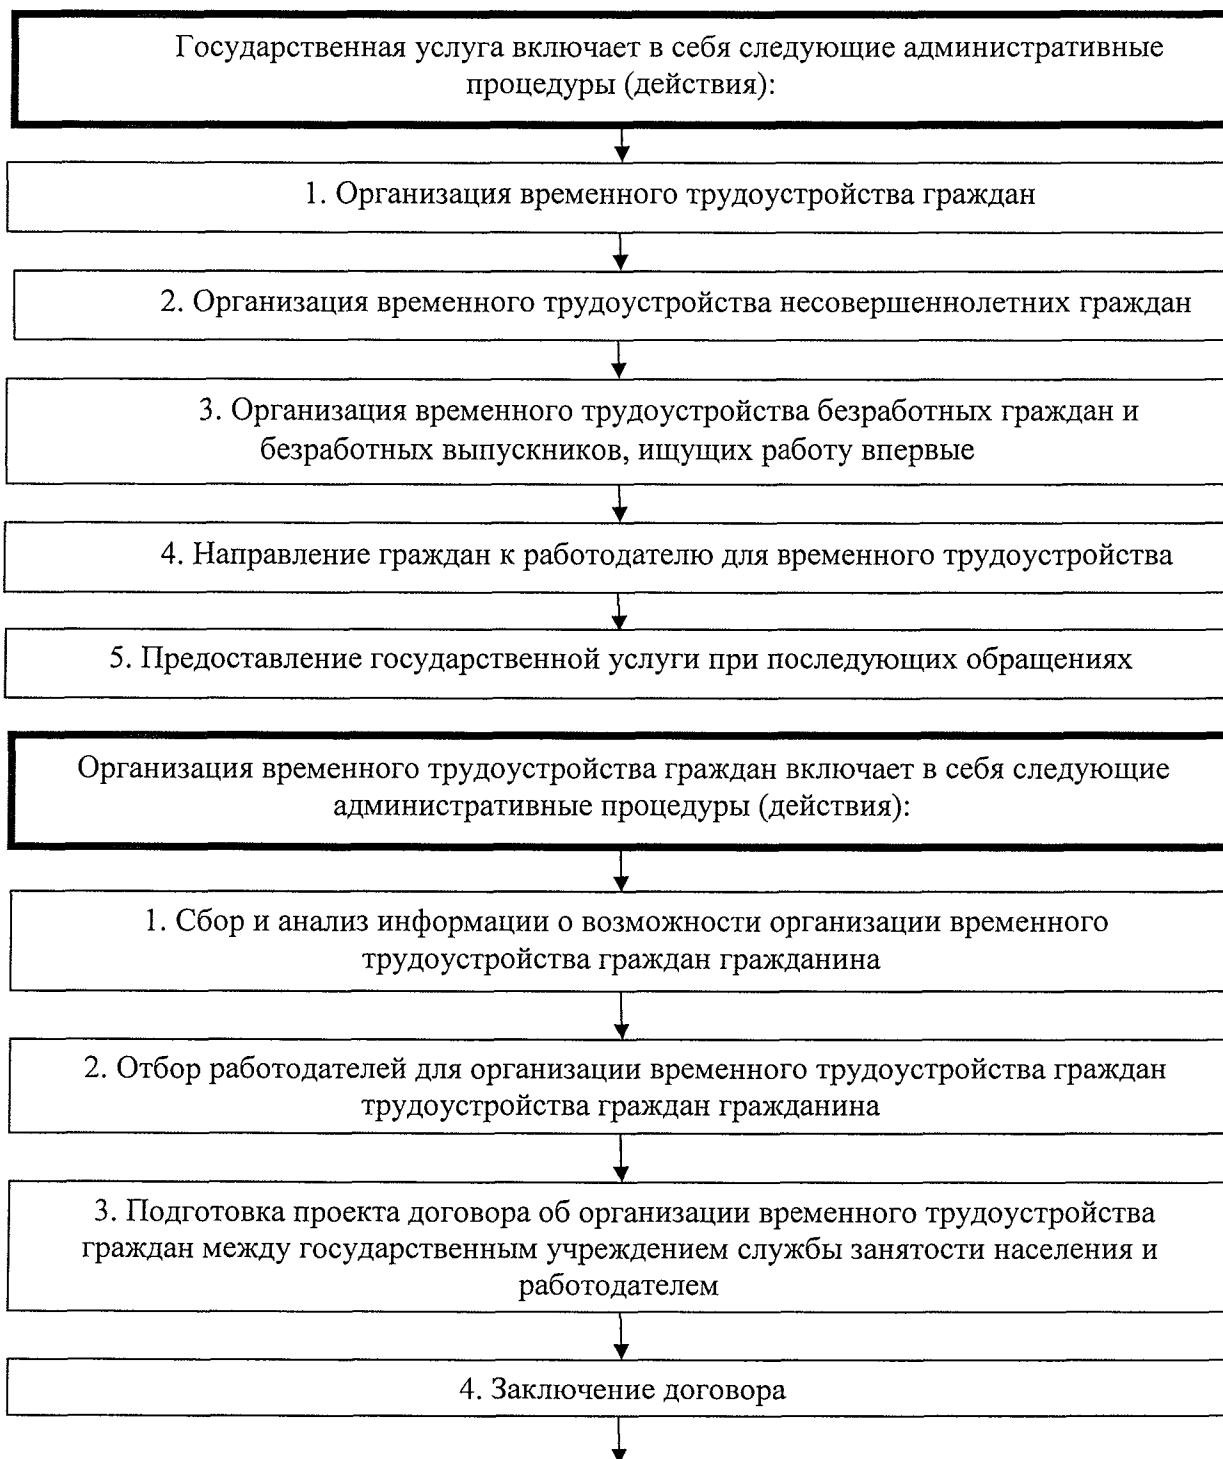 Государственная услуга включает в себя следующие административные
процедуры (действия):
1. Организация временного трудоустройства граждан
2. Организация временного трудоустройства несовершеннолетних граждан
3. Организация временного трудоустройства безработных граждан и
безработных выпускников, ищущих работу впервые
4. Направление граждан к работодателю для временного трудоустройства
5. Предоставление государственной услуги при последующих обращениях
Организация временного трудоустройства граждан включает в себя следующие
административные процедуры (действия):
1. Сбор и анализ информации о возможности организации временного
трудоустройства граждан гражданина
2. Отбор работодателей для организации временного трудоустройства граждан
трудоустройства граждан гражданина
3. Подготовка проекта договора об организации временного трудоустройства
граждан между государственным учреждением службы занятости населения и
работодателем
4. Заключение договора